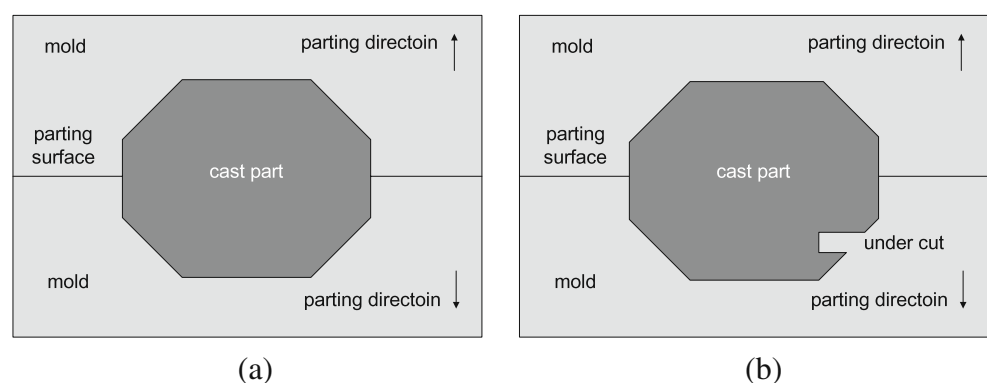 mold
parting directoin
parting
surface
cast part
mold
parting directoin
(a)
mold
parting directoin
parting
surface
cast part
under cut
mold
parting directoin
(b)